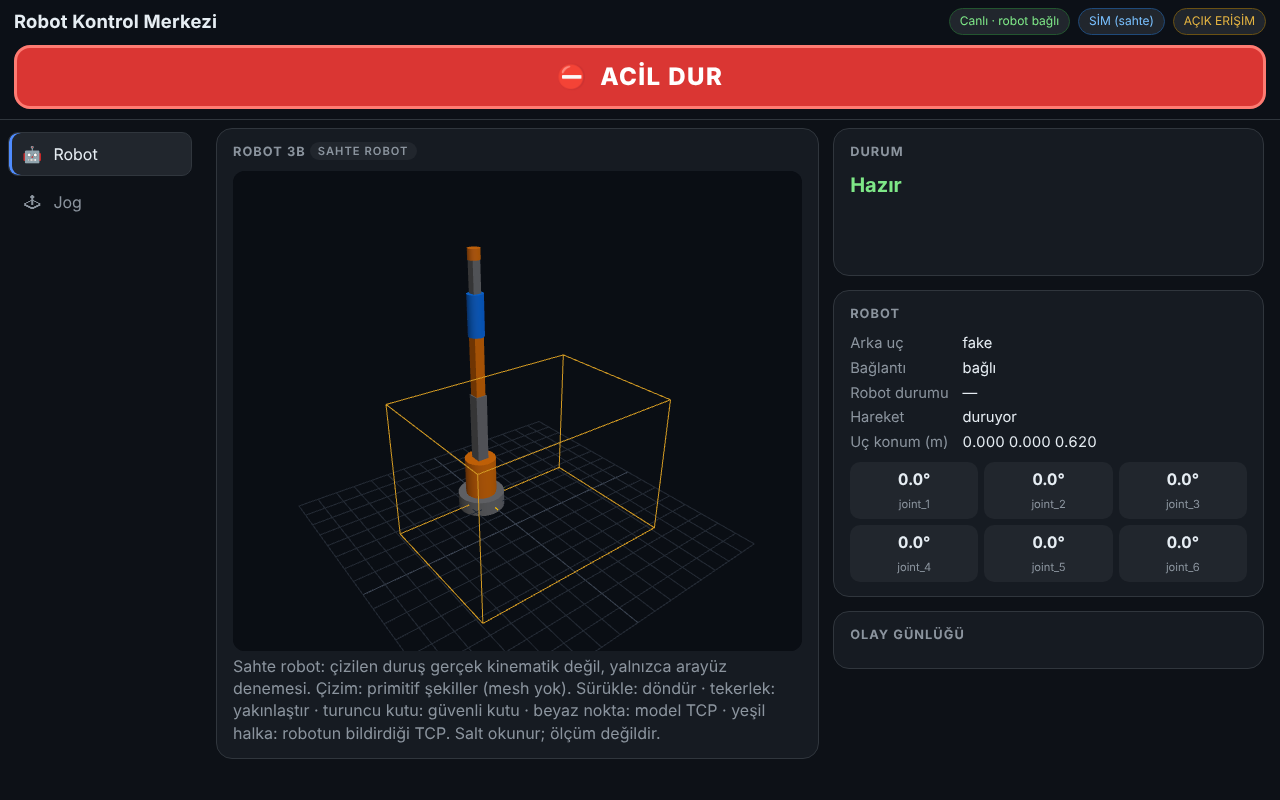 Robot Kontrol Merkezi
Canlı · robot bağlı
SİM (sahte)
AÇIK ERİŞİM
⛔ ACİL DUR
Robot
Jog
ROBOT 3B SAHTE ROBOT
Sahte robot: çizilen duruş gerçek kinematik değil, yalnızca arayüz
denemesi. Çizim: primitif şekiller (mesh yok). Sürükle: döndür · tekerlek:
yakınlaştır · turuncu kutu: güvenli kutu · beyaz nokta: model TCP · yeşil
halka: robotun bildirdiği TCP. Salt okunur; ölçüm değildir.
DURUM
Hazır
ROBOT
Arka uç fake
Bağlantı bağlı
Robot durumu —
Hareket duruyor
Uç konum (m) 0.000 0.000 0.620
0.0° 0.0° 0.0°
joint_1 joint_2 joint_3
0.0° 0.0° 0.0°
joint_4 joint_5 joint_6
OLAY GÜNLÜĞÜ